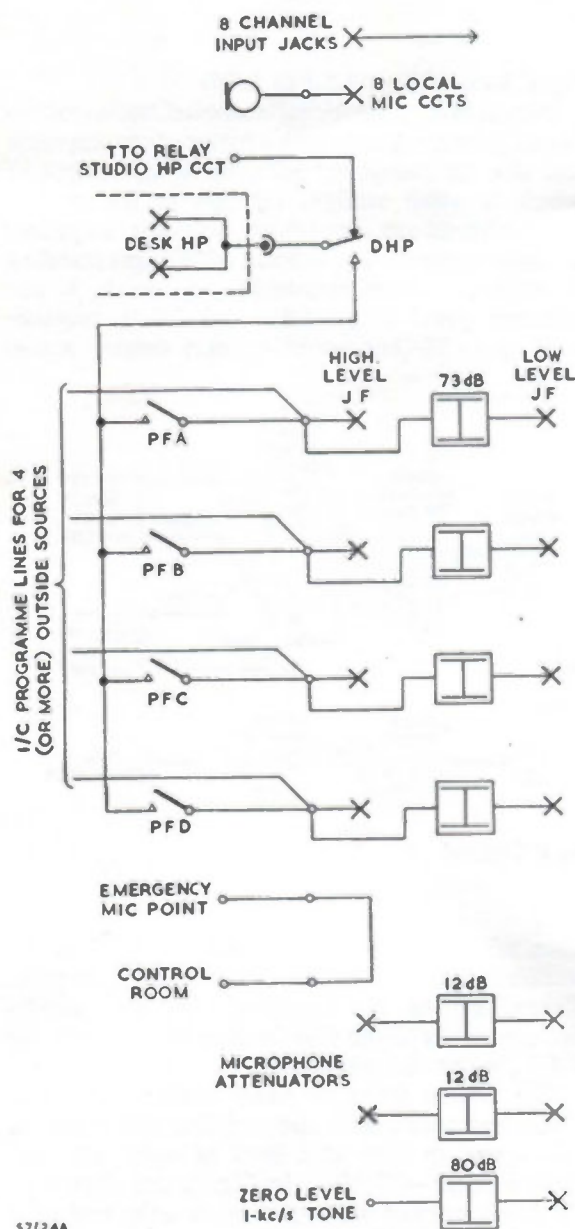 8 CHANNEL
INPUT JACKS
8 LOCAL
MIC CCTS
TTO RELAY
STUDIO HP CCT
DESK HP
DHP
HIGH
LEVEL
JF
73dB
LOW
LEVEL
JF
PFA
PFB
PFC
PFD
I/C PROGRAMME LINES FOR 4
(OR MORE) OUTSIDE SOURCES
EMERGENCY
MIC POINT
CONTROL
ROOM
12dB
MICROPHONE
ATTENUATORS
12dB
80dB
ZERO LEVEL
1-kc/s TONE
S7/2AA